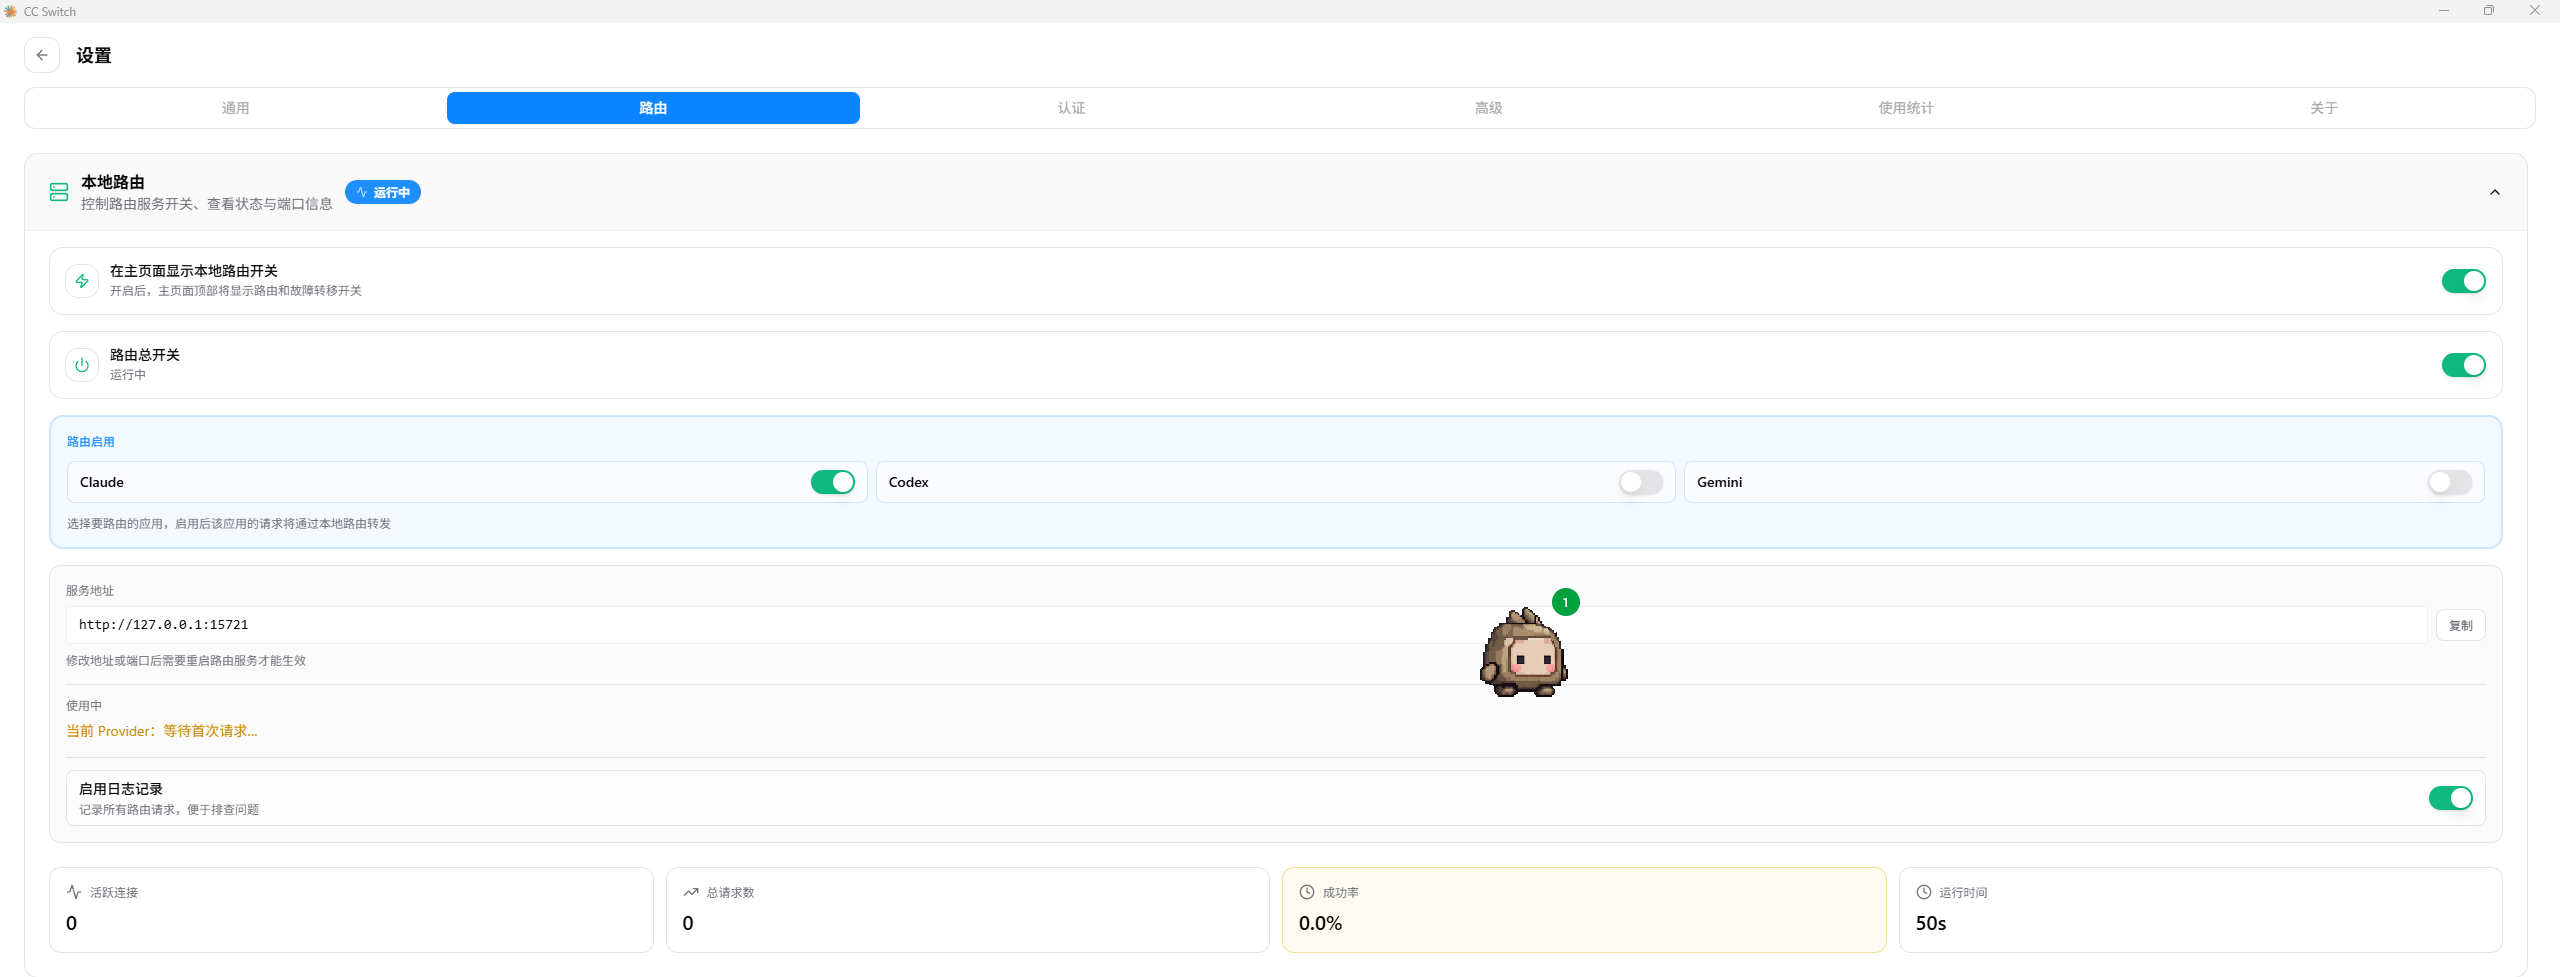 CC Switch
设置
通用
路由
认证
高级
使用统计
关于
本地路由
控制路由服务开关、查看状态与端口信息
运行中
在主页面显示本地路由开关
开启后，主页面顶部将显示路由和故障转移开关
路由总开关
运行中
路由启用
Claude
Codex
Gemini
选择要路由的应用，启用后该应用的请求将通过本地路由转发
服务地址
http://127.0.0.1:15721
复制
1
修改地址或端口后需要重启路由服务才能生效
使用中
当前 Provider：等待首次请求...
启用日志记录
记录所有路由请求，便于排查问题
活跃连接
0
总请求数
0
成功率
0.0%
运行时间
50s